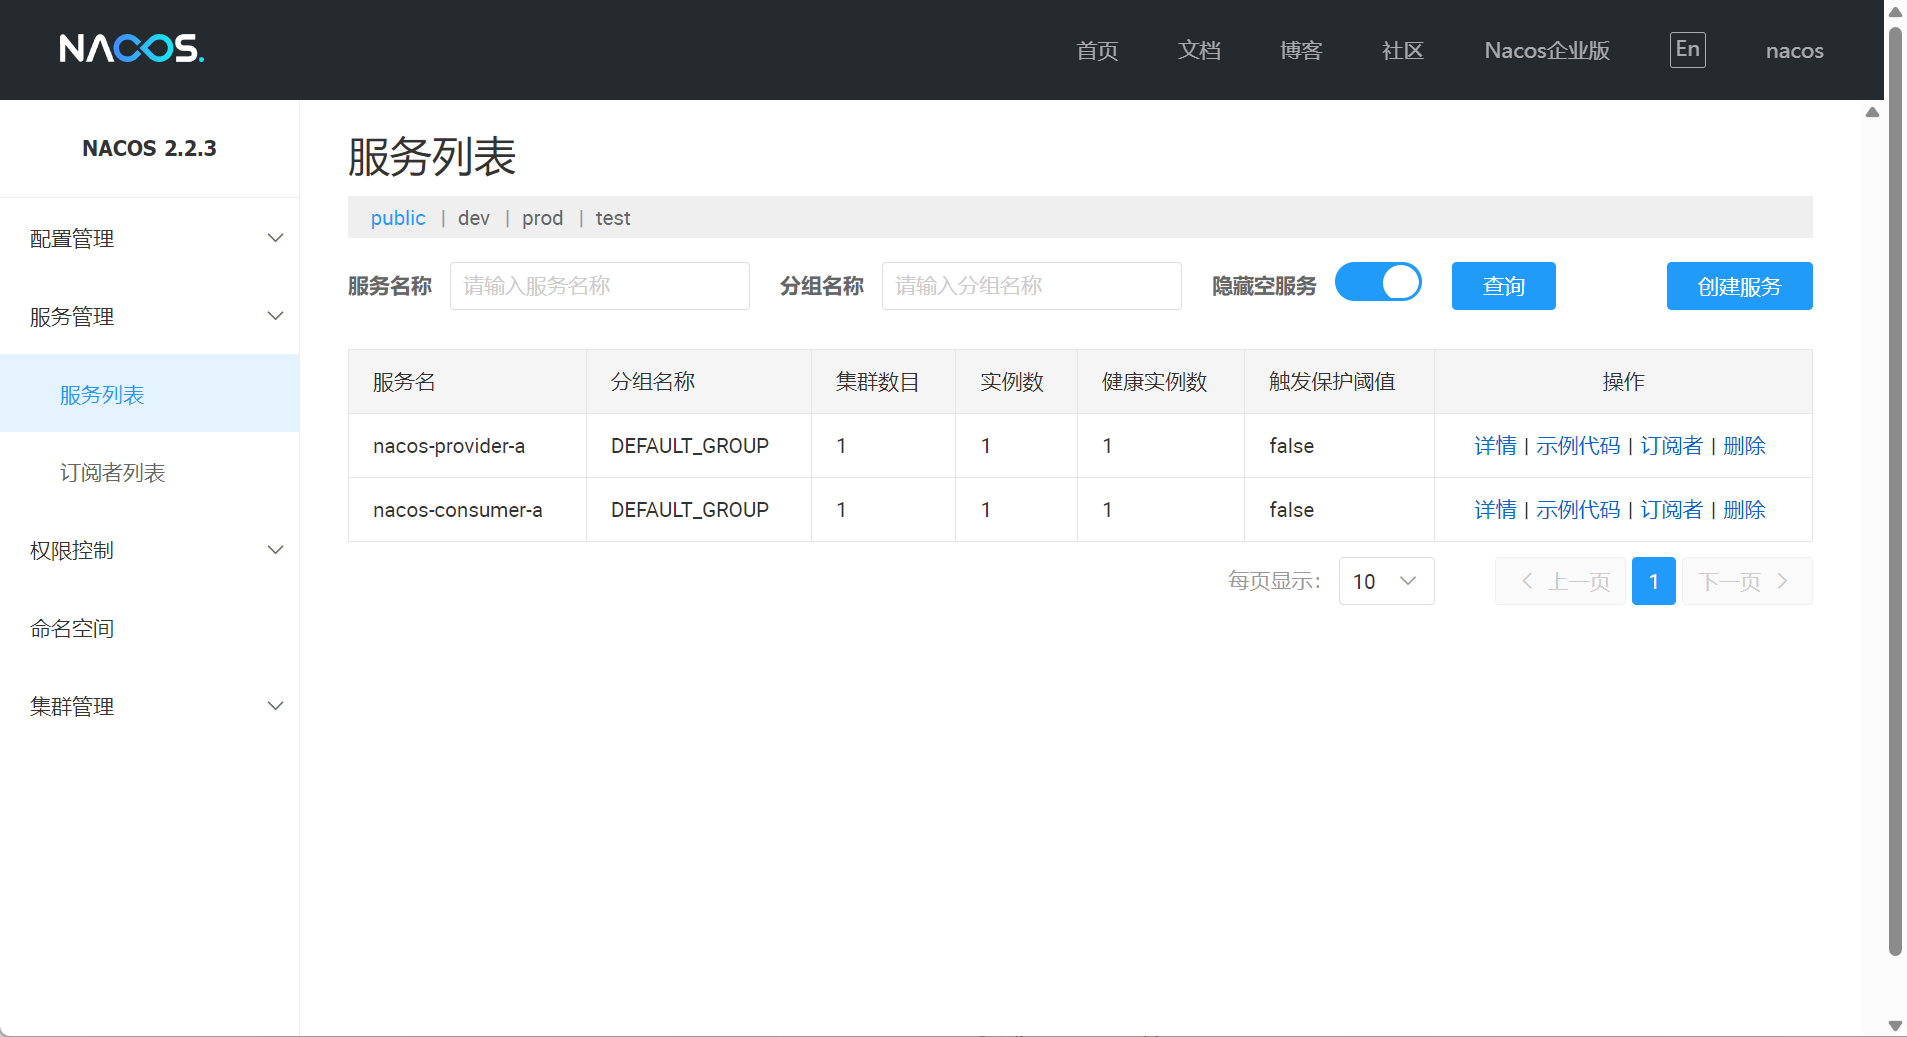 NACOS. 首页 文档 博客 社区 Nacos企业版 En nacos
NACOS 2.2.3
配置管理
服务管理
服务列表
订阅者列表
权限控制
命名空间
集群管理
服务列表
public | dev | prod | test
服务名称 请输入服务名称 分组名称 请输入分组名称 隐藏空服务 查询 创建服务
服务名 分组名称 集群数目 实例数 健康实例数 触发保护阈值 操作
nacos-provider-a DEFAULT_GROUP 1 1 1 false 详情 | 示例代码 | 订阅者 | 删除
nacos-consumer-a DEFAULT_GROUP 1 1 1 false 详情 | 示例代码 | 订阅者 | 删除
每页显示: 10 上一页 1 下一页